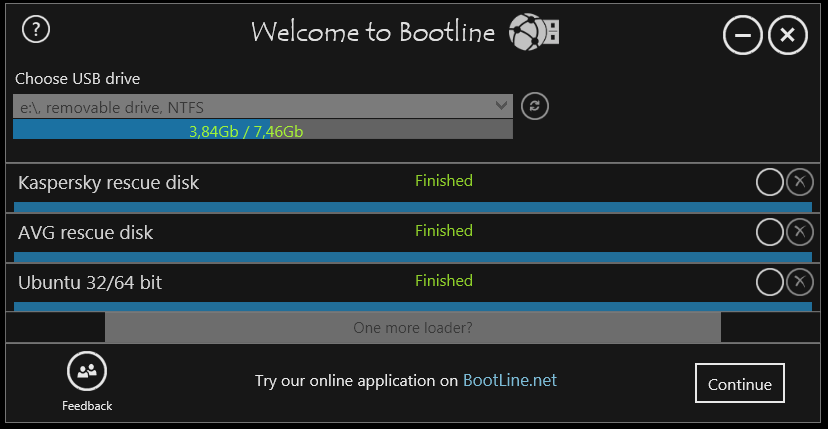 ?
Welcome to Bootline
Choose USB drive
e:\, removable drive, NTFS
3,84Gb / 7,46Gb
Kaspersky rescue disk
Finished
AVG rescue disk
Finished
Ubuntu 32/64 bit
Finished
One more loader?
Feedback
Try our online application on BootLine.net
Continue